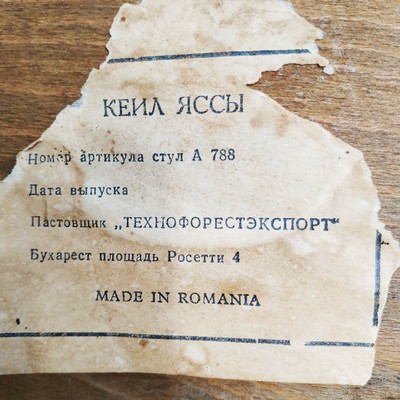 КЕИЛ ЯССЫ
Номер артикула стул А 788
Дата выпуска
Пастовщик „ТЕХНОФОРЕСТЭКСПОРТ“
Бухарест площадь Росетти 4
MADE IN ROMANIA